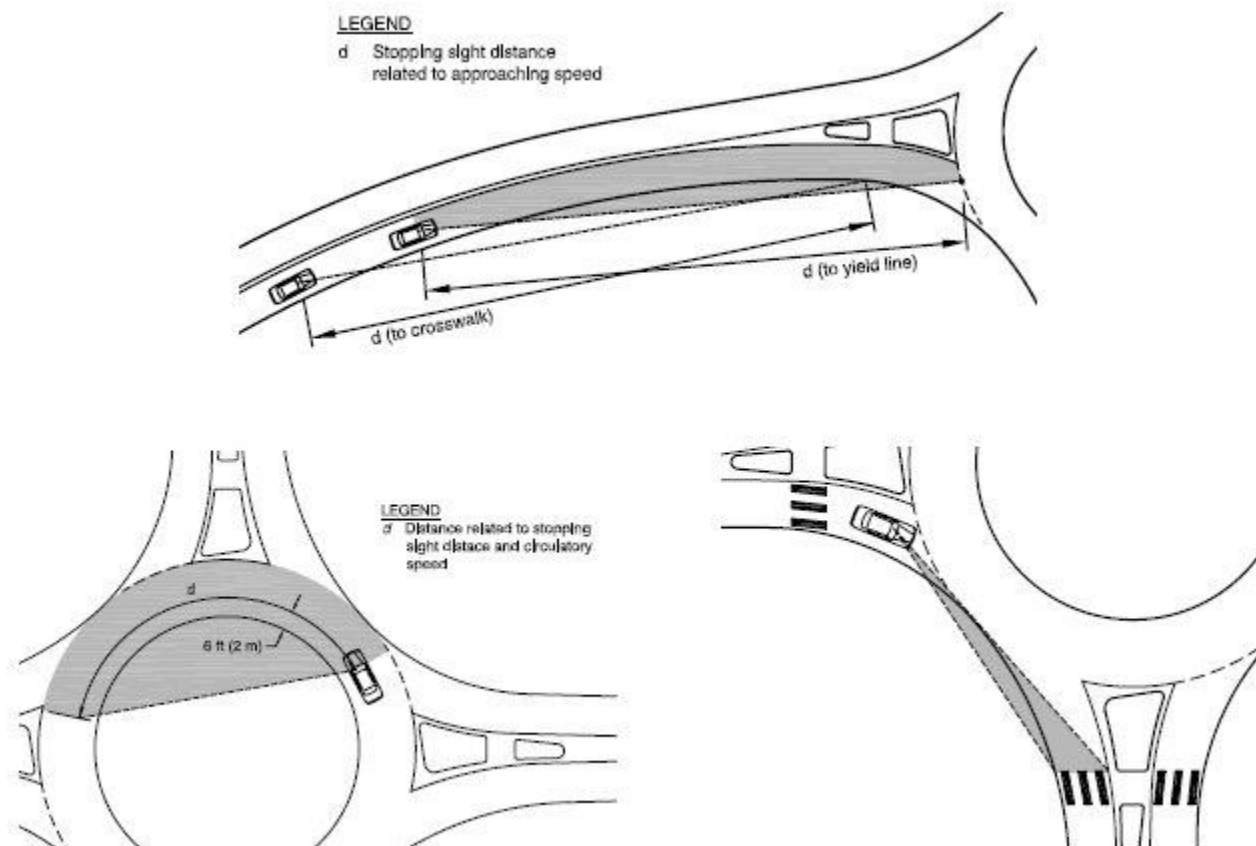 LEGEND
d Stopping sight distance
related to approaching speed
d (to yield line)
d (to crosswalk)
LEGEND
d Distance related to stopping
sight distace and circulatory
speed
d
6 ft (2 m)